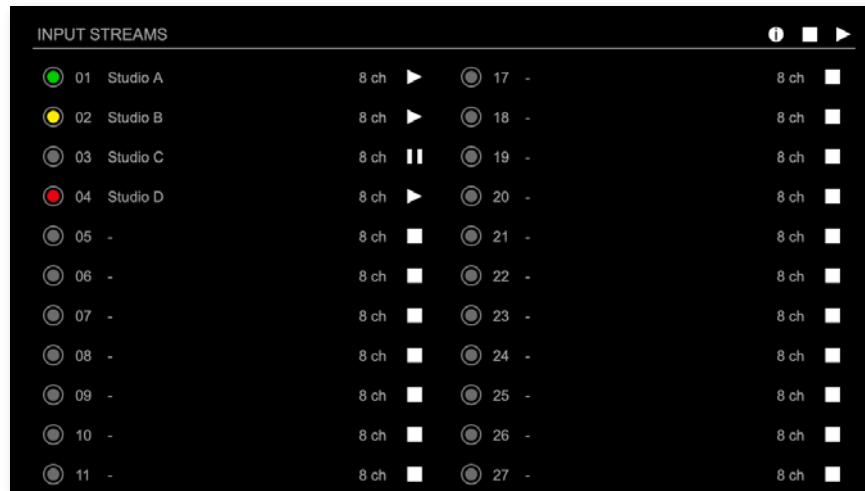 INPUT STREAMS
01 Studio A 8 ch 17 - 8 ch
02 Studio B 8 ch 18 - 8 ch
03 Studio C 8 ch 19 - 8 ch
04 Studio D 8 ch 20 - 8 ch
05 - 8 ch 21 - 8 ch
06 - 8 ch 22 - 8 ch
07 - 8 ch 23 - 8 ch
08 - 8 ch 24 - 8 ch
09 - 8 ch 25 - 8 ch
10 - 8 ch 26 - 8 ch
11 - 8 ch 27 - 8 ch